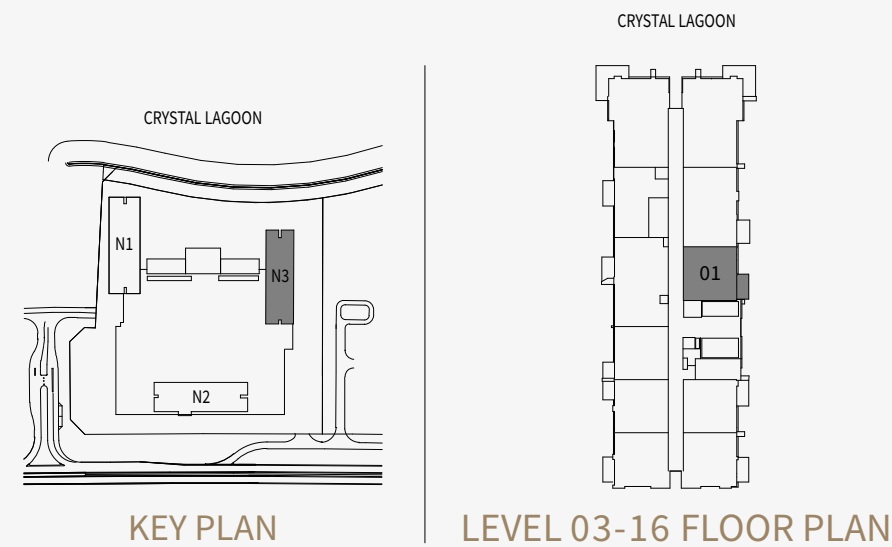 CRYSTAL LAGOON
N1
N3
N2
KEY PLAN
CRYSTAL LAGOON
01
LEVEL 03-16 FLOOR PLAN